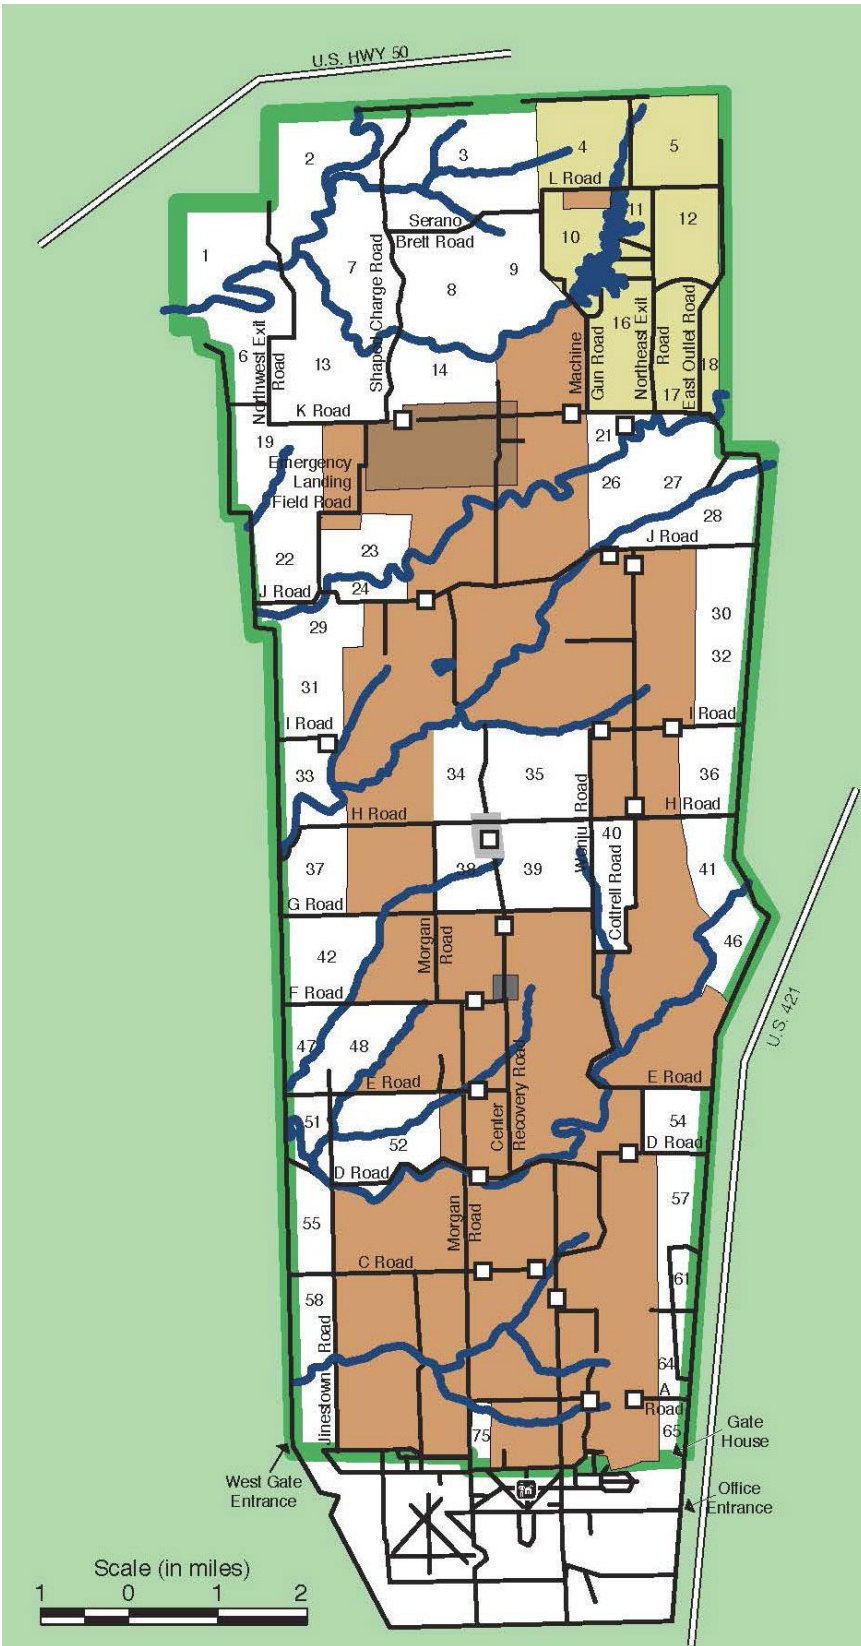 U.S. HWY 50
2
3
4
5
L Road
1
Serano
Brett Road
10
11
12
7
8
9
Shaped Charge Road
Northwest Exit
Road
6
13
14
Machine
Gun Road
16
Northeast Exit
Road
East Outlet Road
17
18
K Road
19
Emergency
Landing
Field Road
21
26
27
28
22
23
24
J Road
J Road
29
30
31
32
I Road
I Road
33
34
35
36
H Road
H Road
Wonju Road
40
Cottrell Road
37
38
39
41
G Road
42
Morgan
Road
46
F Road
U.S. 421
47
48
E Road
Center
Recovery Road
E Road
51
52
54
D Road
D Road
55
Morgan
Road
57
C Road
61
58
Jinestown Road
64
A
Road
75
65
Gate
House
West Gate
Entrance
Office
Entrance
Scale (in miles)
1 0 1 2